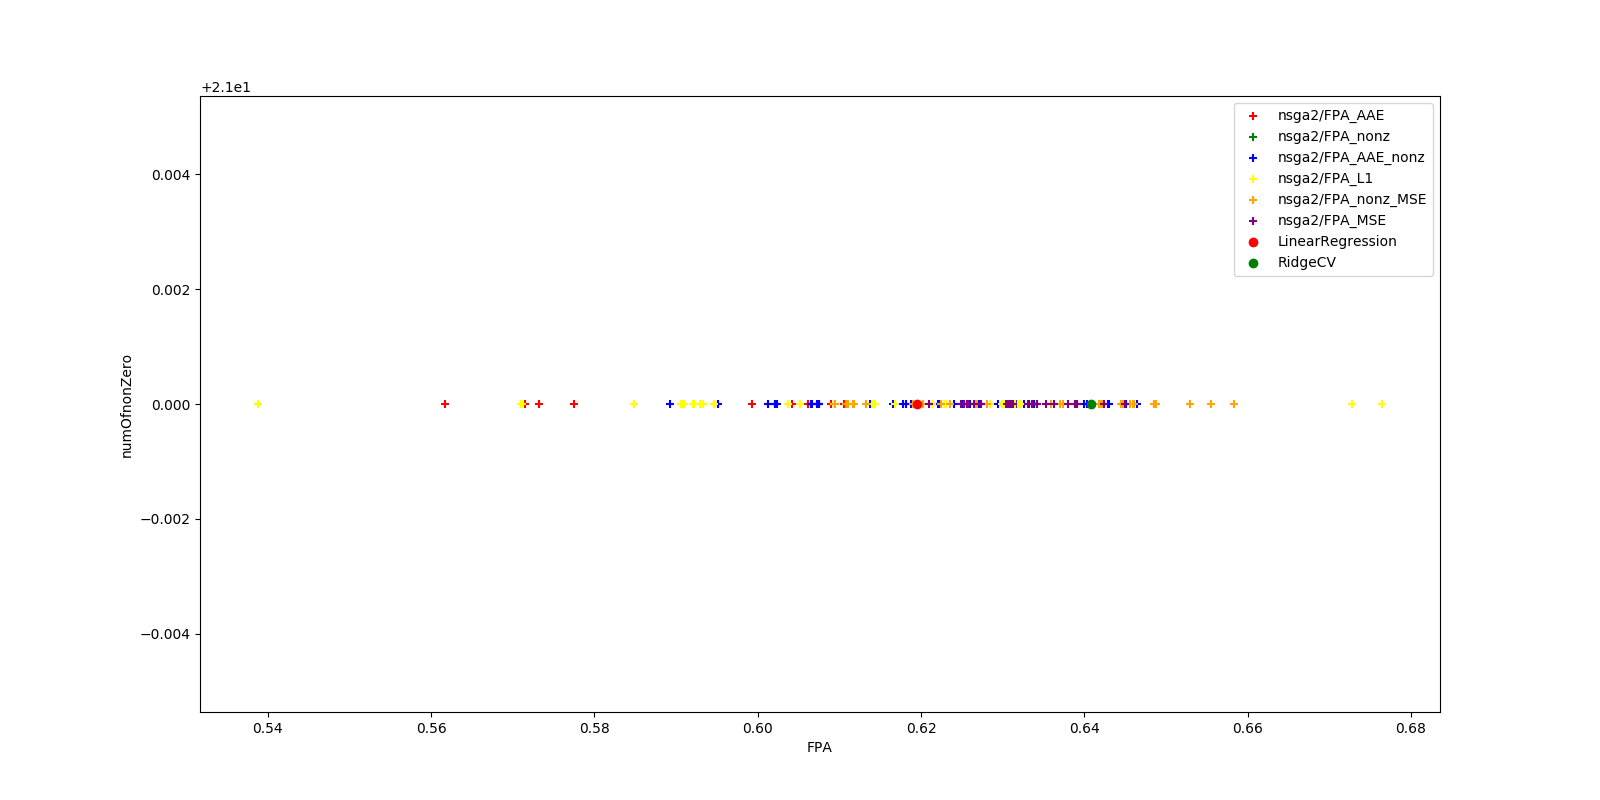 +2.1e1
nsga2/FPA_AAE
nsga2/FPA_nonz
nsga2/FPA_AAE_nonz
nsga2/FPA_L1
nsga2/FPA_nonz_MSE
nsga2/FPA_MSE
LinearRegression
RidgeCV
0.004
0.002
0.000
−0.002
−0.004
numOfnonZero
0.54 0.56 0.58 0.60 0.62 0.64 0.66 0.68
FPA